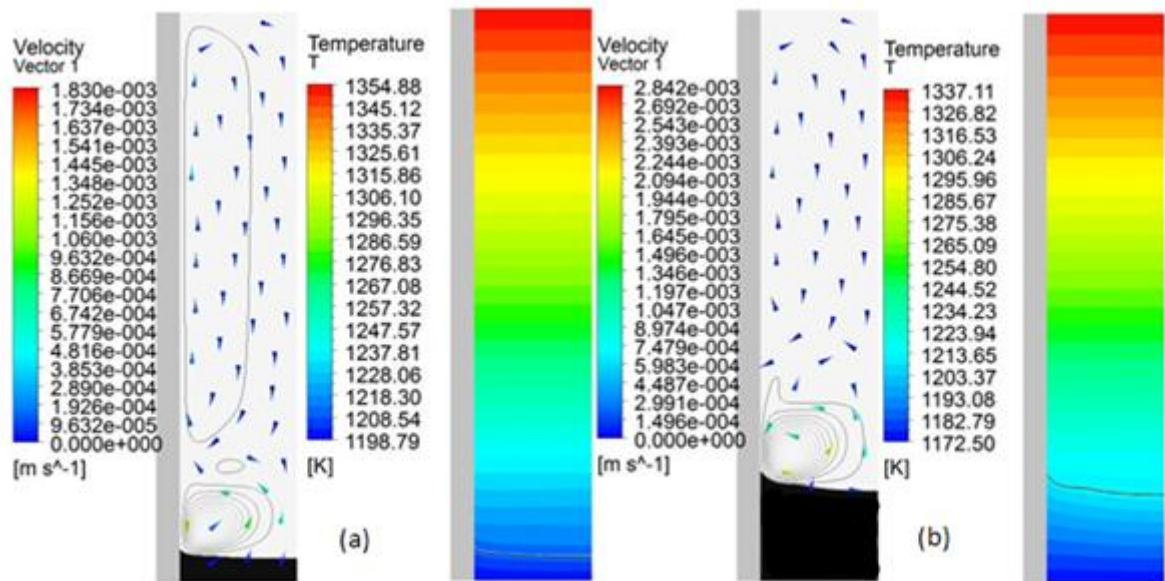 Velocity
Vector 1
1.830e-003
1.734e-003
1.637e-003
1.541e-003
1.445e-003
1.348e-003
1.252e-003
1.156e-003
1.060e-003
9.632e-004
8.669e-004
7.706e-004
6.742e-004
5.779e-004
4.816e-004
3.853e-004
2.890e-004
1.926e-004
9.632e-005
0.000e+000
[m s^-1]
Temperature
T
1354.88
1345.12
1335.37
1325.61
1315.86
1306.10
1296.35
1286.59
1276.83
1267.08
1257.32
1247.57
1237.81
1228.06
1218.30
1208.54
1198.79
[K]
(a)
Velocity
Vector 1
2.842e-003
2.692e-003
2.543e-003
2.393e-003
2.244e-003
2.094e-003
1.944e-003
1.795e-003
1.645e-003
1.496e-003
1.346e-003
1.197e-003
1.047e-003
8.974e-004
7.479e-004
5.983e-004
4.487e-004
2.991e-004
1.496e-004
0.000e+000
[m s^-1]
Temperature
T
1337.11
1326.82
1316.53
1306.24
1295.96
1285.67
1275.38
1265.09
1254.80
1244.52
1234.23
1223.94
1213.65
1203.37
1193.08
1182.79
1172.50
[K]
(b)